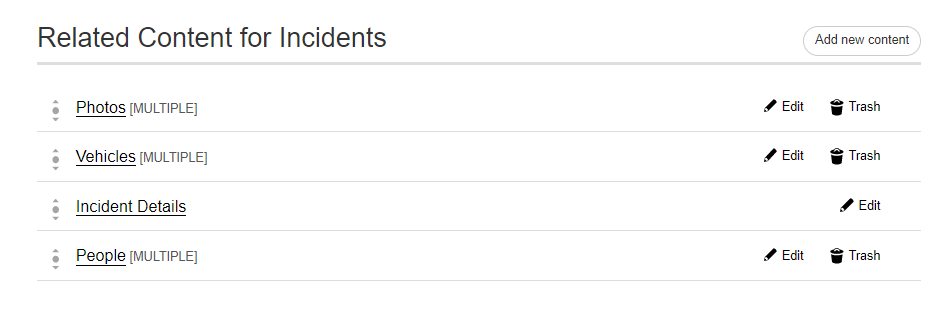 Related Content for Incidents
Add new content
Photos [MULTIPLE] Edit Trash
Vehicles [MULTIPLE] Edit Trash
Incident Details Edit
People [MULTIPLE] Edit Trash